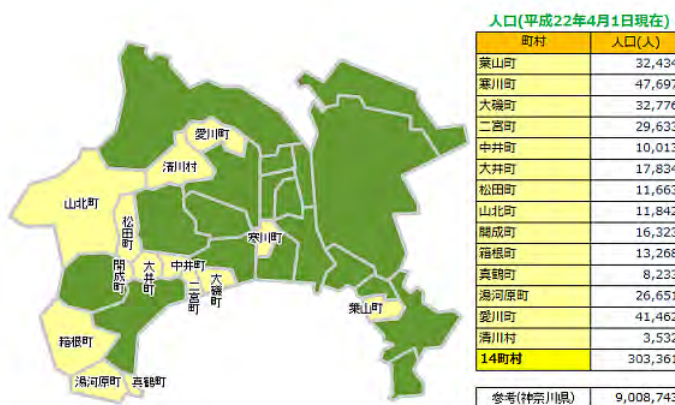 人口(平成22年4月1日現在)
町村 人口(人)
葉山町 32,434
寒川町 47,697
大磯町 32,776
二宮町 29,633
中井町 10,013
大井町 17,834
松田町 11,663
山北町 11,842
開成町 16,323
箱根町 13,268
真鶴町 8,233
湯河原町 26,651
愛川町 41,462
清川村 3,532
14町村 303,361
参考(神奈川県) 9,008,743
愛川町
清川村
山北町
松田町
寒川町
開成町
大井町
中井町
二宮町
大磯町
葉山町
箱根町
湯河原町
真鶴町